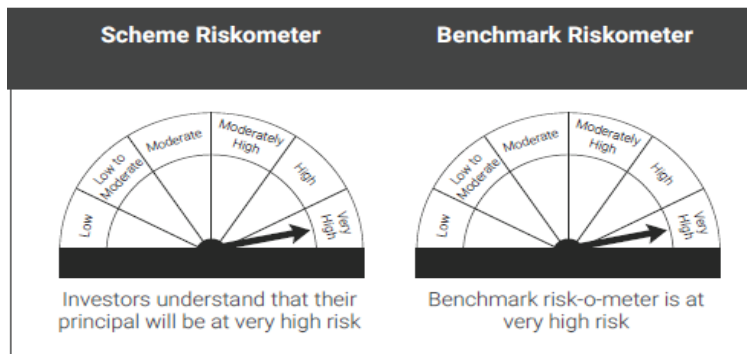 Scheme Riskometer
Low
Low to
Moderate
Moderate
Moderately
High
High
Very
High
Investors understand that their
principal will be at very high risk
Benchmark Riskometer
Low
Low to
Moderate
Moderate
Moderately
High
High
Very
High
Benchmark risk-o-meter is at
very high risk